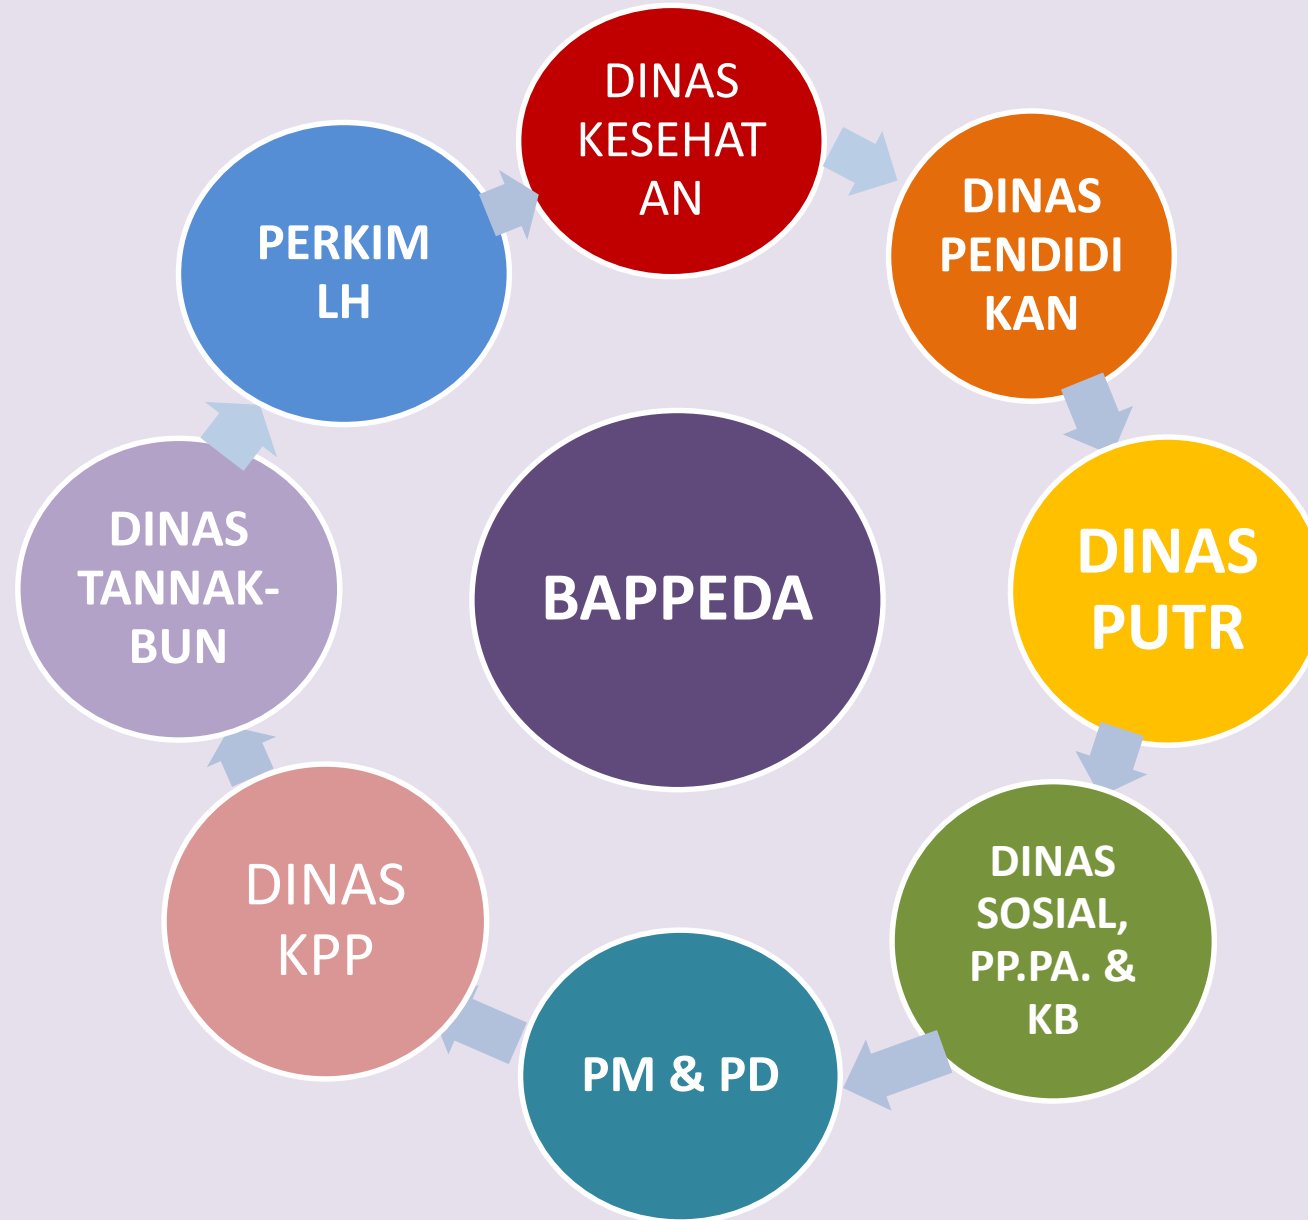 DINAS
KESEHAT
AN
DINAS
PENDIDI
KAN
DINAS
PUTR
DINAS
SOSIAL,
PP.PA. &
KB
PM & PD
DINAS
KPP
DINAS
TANNAK-
BUN
PERKIM
LH
BAPPEDA